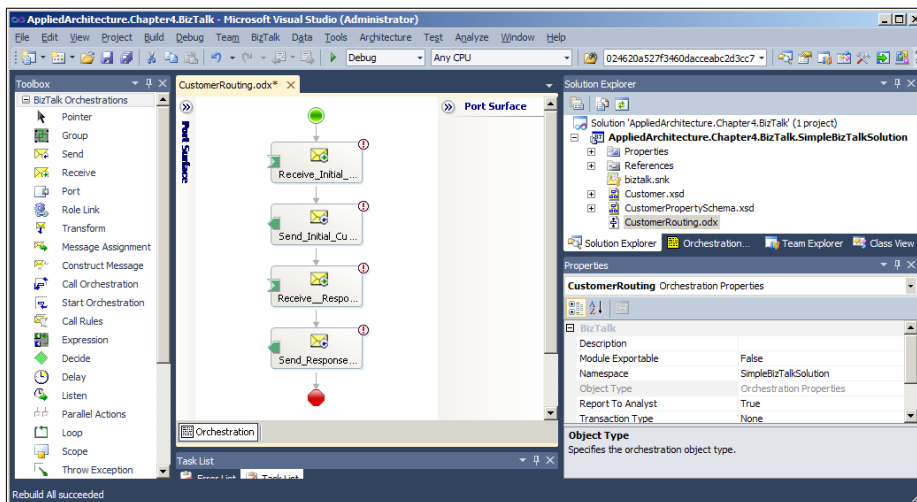 AppliedArchitecture.Chapter4.BizTalk - Microsoft Visual Studio (Administrator)
File Edit View Project Build Debug Team BizTalk Data Tools Architecture Test Analyze Window Help
Debug Any CPU 024620a527f3460dacceabc2d3cc7
Toolbox
BizTalk Orchestrations
Pointer
Group
Send
Receive
Port
Role Link
Transform
Message Assignment
Construct Message
Call Orchestration
Start Orchestration
Call Rules
Expression
Decide
Delay
Listen
Parallel Actions
Loop
Scope
Throw Exception
CustomerRouting.odx*
Port Surface
Port Surface
Receive_Initial_...
Send_Initial_Cu...
Receive__Respo...
Send_Response...
Orchestration
Task List
Error List Task List
Solution Explorer
Solution 'AppliedArchitecture.Chapter4.BizTalk' (1 project)
AppliedArchitecture.Chapter4.BizTalk.SimpleBizTalkSolution
Properties
References
biztalk.snk
Customer.xsd
CustomerPropertySchema.xsd
CustomerRouting.odx
Solution Explorer Orchestration... Team Explorer Class View
Properties
CustomerRouting Orchestration Properties
BizTalk
Description
Module Exportable False
Namespace SimpleBizTalkSolution
Object Type Orchestration Properties
Report To Analyst True
Transaction Type None
Object Type
Specifies the orchestration object type.
Rebuild All succeeded